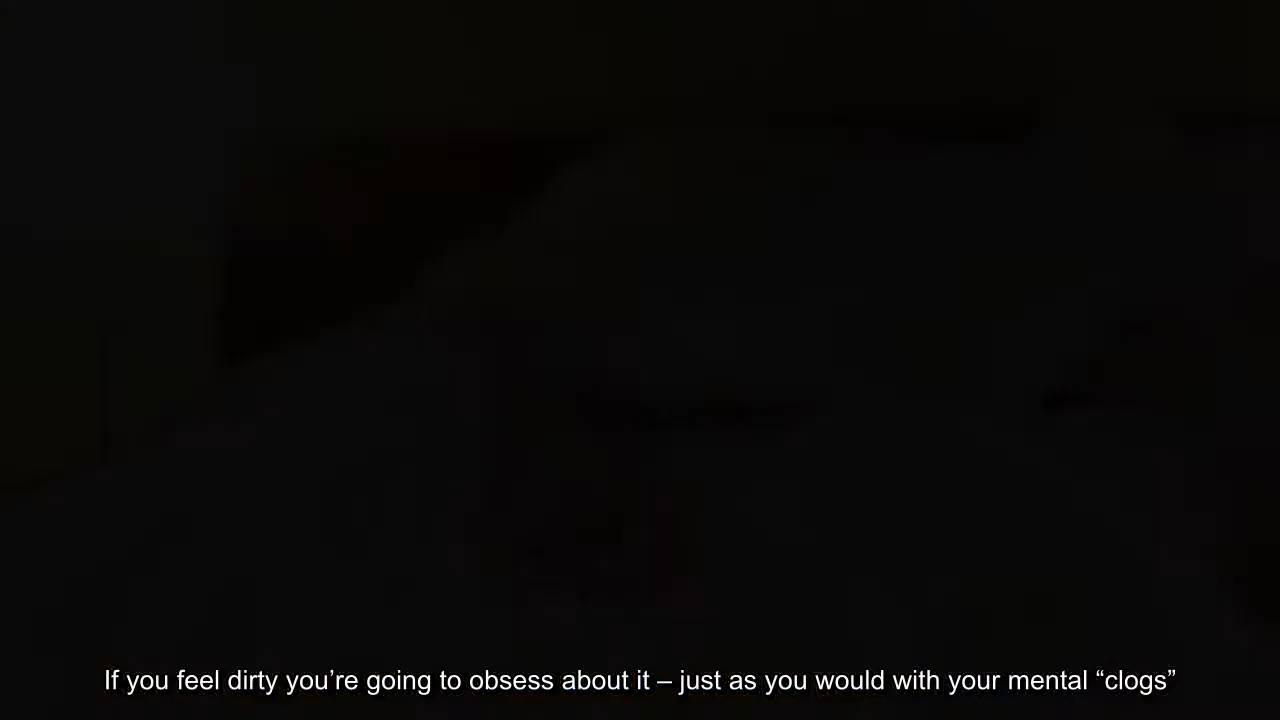 If you feel dirty you’re going to obsess about it – just as you would with your mental “clogs”